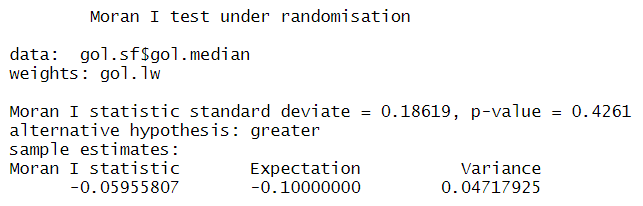 Moran I test under randomisation
data: gol.sf$gol.median
weights: gol.lw
Moran I statistic standard deviate = 0.18619, p-value = 0.4261
alternative hypothesis: greater
sample estimates:
Moran I statistic Expectation Variance
-0.05955807 -0.10000000 0.04717925